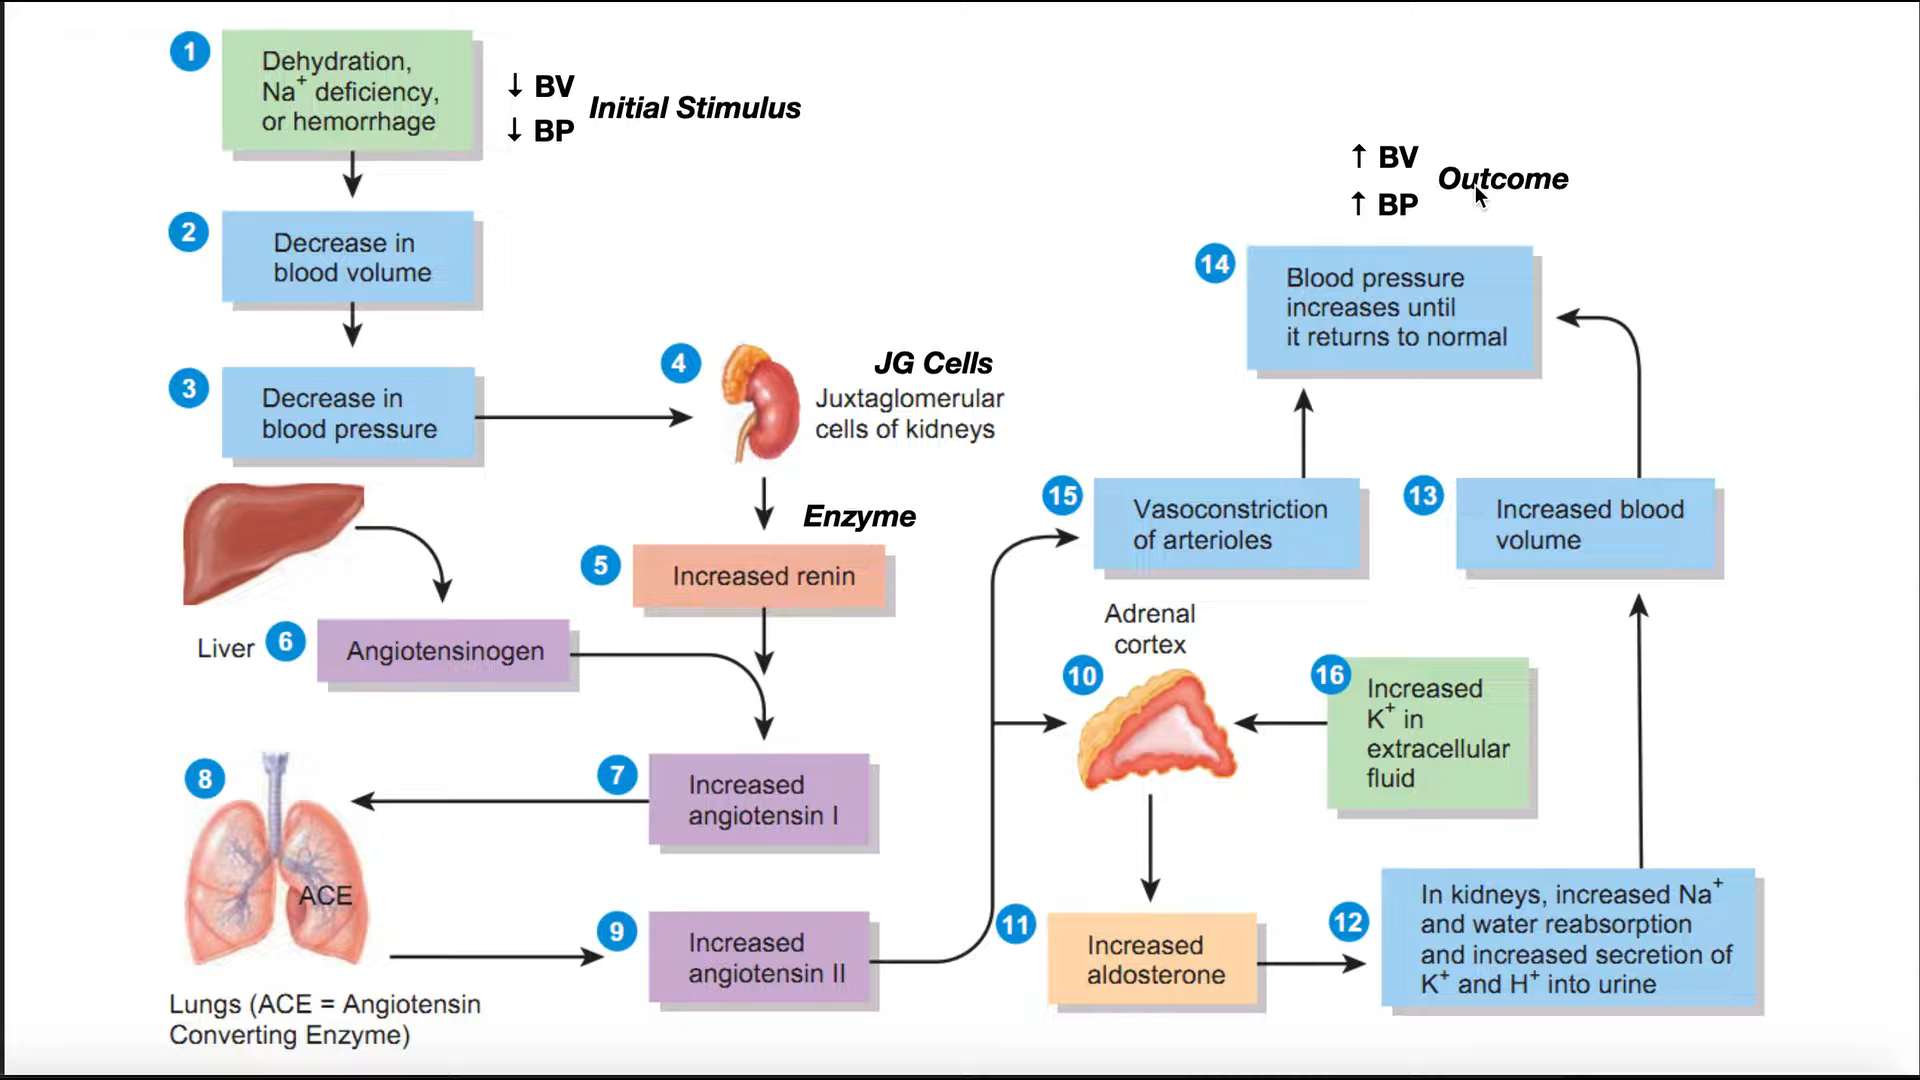 1
Dehydration,
Na+ deficiency,
or hemorrhage
↓ BV
↓ BP
Initial Stimulus
2
Decrease in
blood volume
3
Decrease in
blood pressure
4
JG Cells
Juxtaglomerular
cells of kidneys
Enzyme
5
Increased renin
Liver
6
Angiotensinogen
7
Increased
angiotensin I
8
ACE
Lungs (ACE = Angiotensin
Converting Enzyme)
9
Increased
angiotensin II
Adrenal
cortex
10
11
Increased
aldosterone
12
In kidneys, increased Na+
and water reabsorption
and increased secretion of
K+ and H+ into urine
13
Increased blood
volume
↑ BV
↑ BP
Outcome
14
Blood pressure
increases until
it returns to normal
15
Vasoconstriction
of arterioles
16
Increased
K+ in
extracellular
fluid